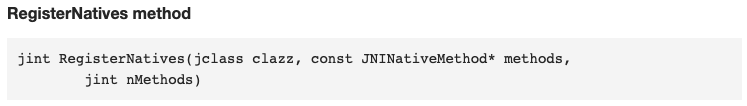 RegisterNatives method
jint RegisterNatives(jclass clazz, const JNINativeMethod* methods,
        jint nMethods)